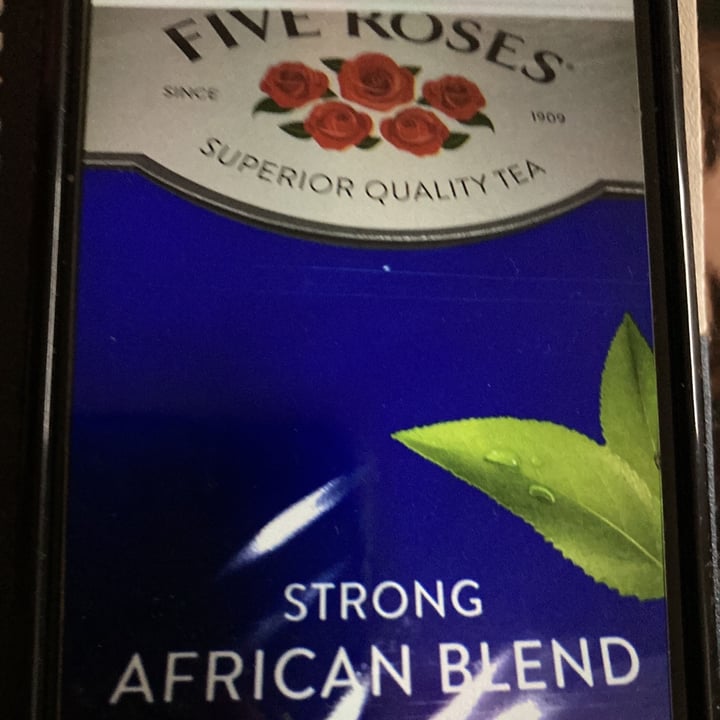 FIVE ROSES
SINCE 1909
SUPERIOR QUALITY TEA
STRONG
AFRICAN BLEND